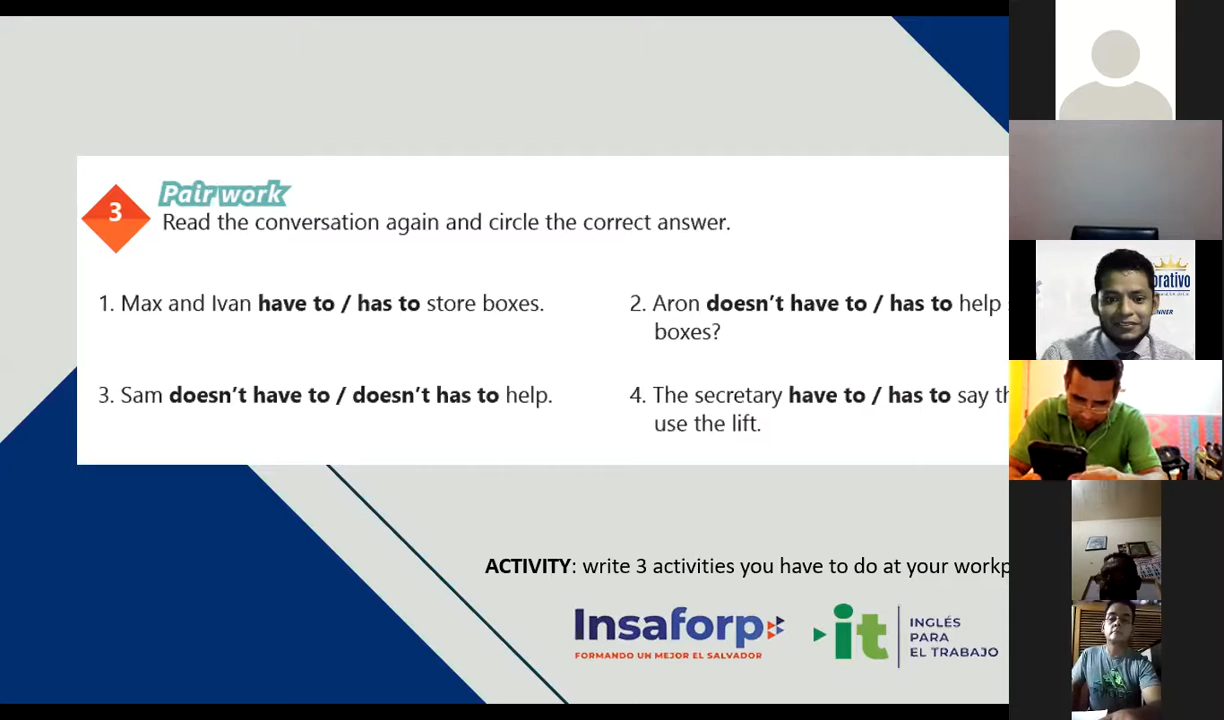 3
Pair work
Read the conversation again and circle the correct answer.
1. Max and Ivan have to / has to store boxes.
2. Aron doesn't have to / has to help
boxes?
3. Sam doesn't have to / doesn't has to help.
4. The secretary have to / has to say
use the lift.
ACTIVITY: write 3 activities you have to do at your
Insaforp
FORMANDO UN MEJOR EL SALVADOR
it
INGLÉS
PARA
EL TRABAJO
orativo
NNER